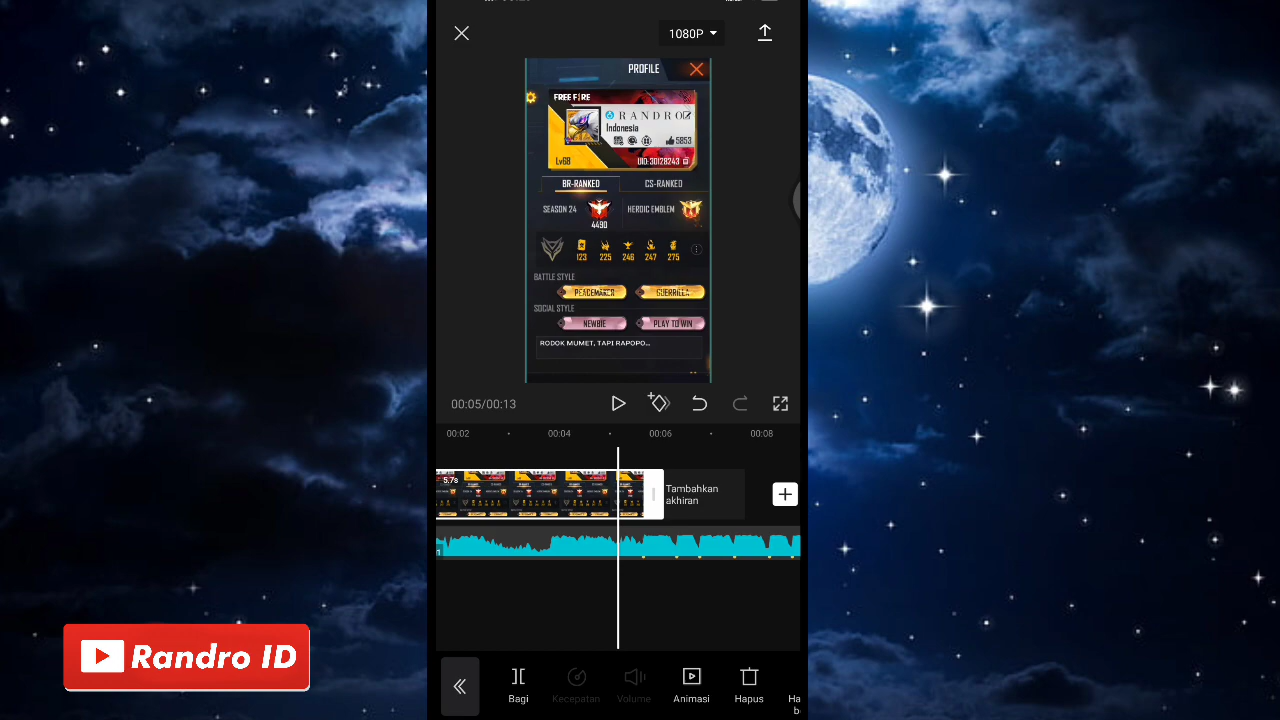 1080P
PROFILE
FREE FIRE
RANDRO
Indonesia
5853
Lv68
UID:30128243
BR-RANKED
CS-RANKED
SEASON 24
4490
HEROIC EMBLEM
123
225
246
247
275
BATTLE STYLE
PEACEMAKER
GUERRILLA
SOCIAL STYLE
NEWBIE
PLAY TO WIN
RODOK MUMET, TAPI RAPOPO...
00:05/00:13
00:02
00:04
00:06
00:08
5.7s
Tambahkan
akhiran
Randro ID
Bagi
Kecepatan
Volume
Animasi
Hapus